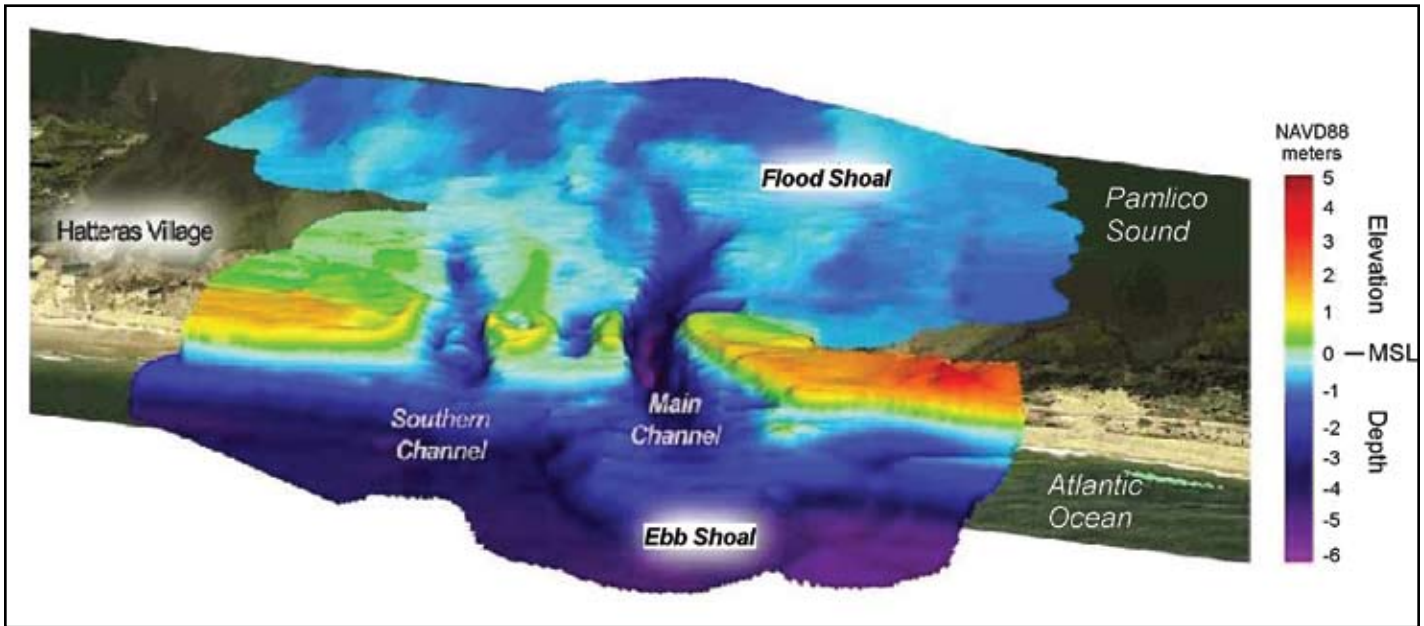 Hatteras Village
Flood Shoal
Pamlico
Sound
Southern
Channel
Main
Channel
Ebb Shoal
Atlantic
Ocean
NAVD88
meters
5
4
3
2
1
0
-1
-2
-3
-4
-5
-6
Elevation
MSL
Depth